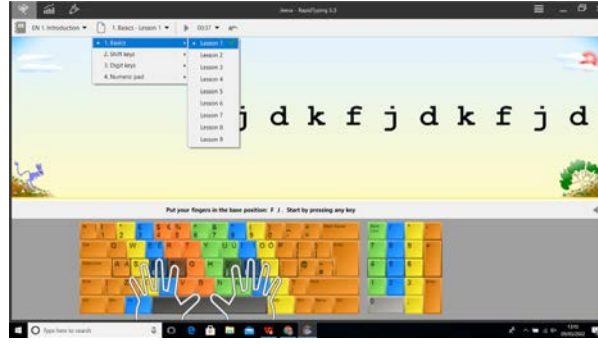 Jeeva - RapidTyping 5.3
EN 1. Introduction
1. Basics - Lesson 1
00:37
1. Basics
2. Shift keys
3. Digit keys
4. Numeric pad
Lesson 1
Lesson 2
Lesson 3
Lesson 4
Lesson 5
Lesson 6
Lesson 7
Lesson 8
Lesson 9
j d k f j d k f j d
Put your fingers in the base position: F J. Start by pressing any key
Type here to search